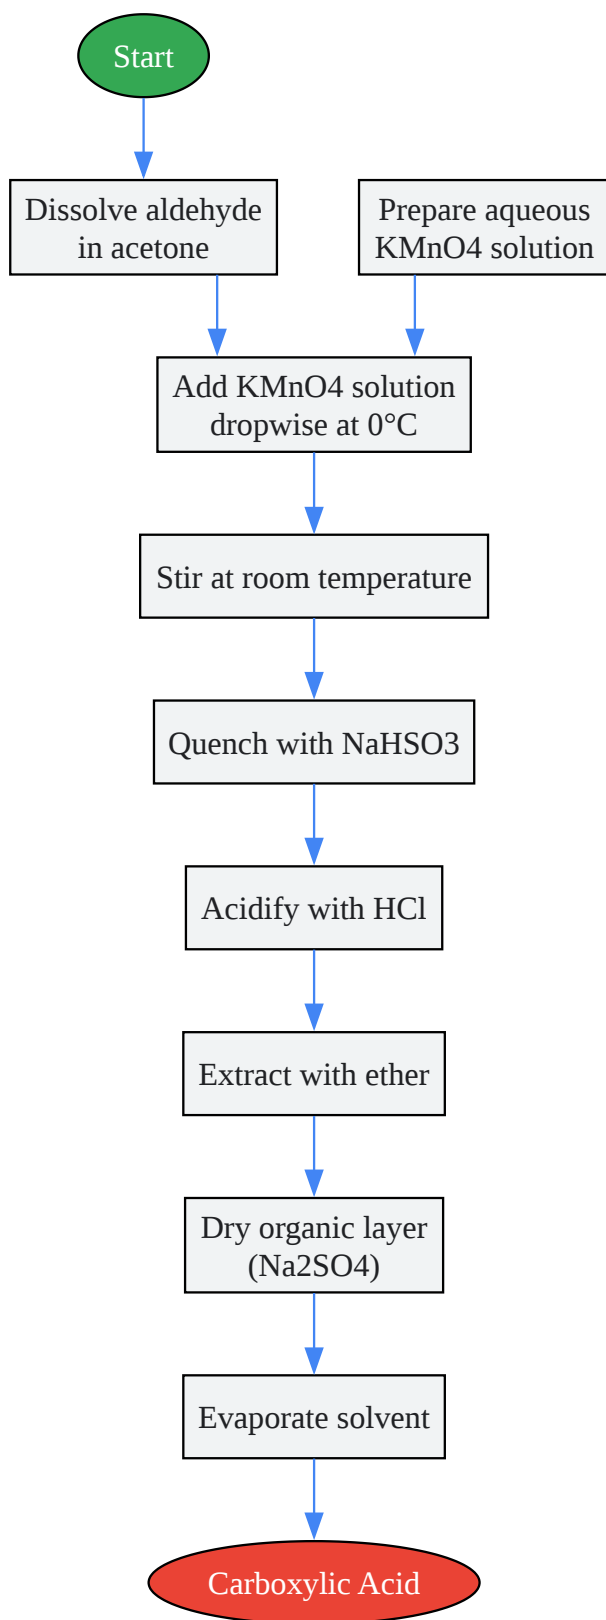 Start
Dissolve aldehyde
in acetone
Prepare aqueous
KMnO4 solution
Add KMnO4 solution
dropwise at 0°C
Stir at room temperature
Quench with NaHSO3
Acidify with HCl
Extract with ether
Dry organic layer
(Na2SO4)
Evaporate solvent
Carboxylic Acid